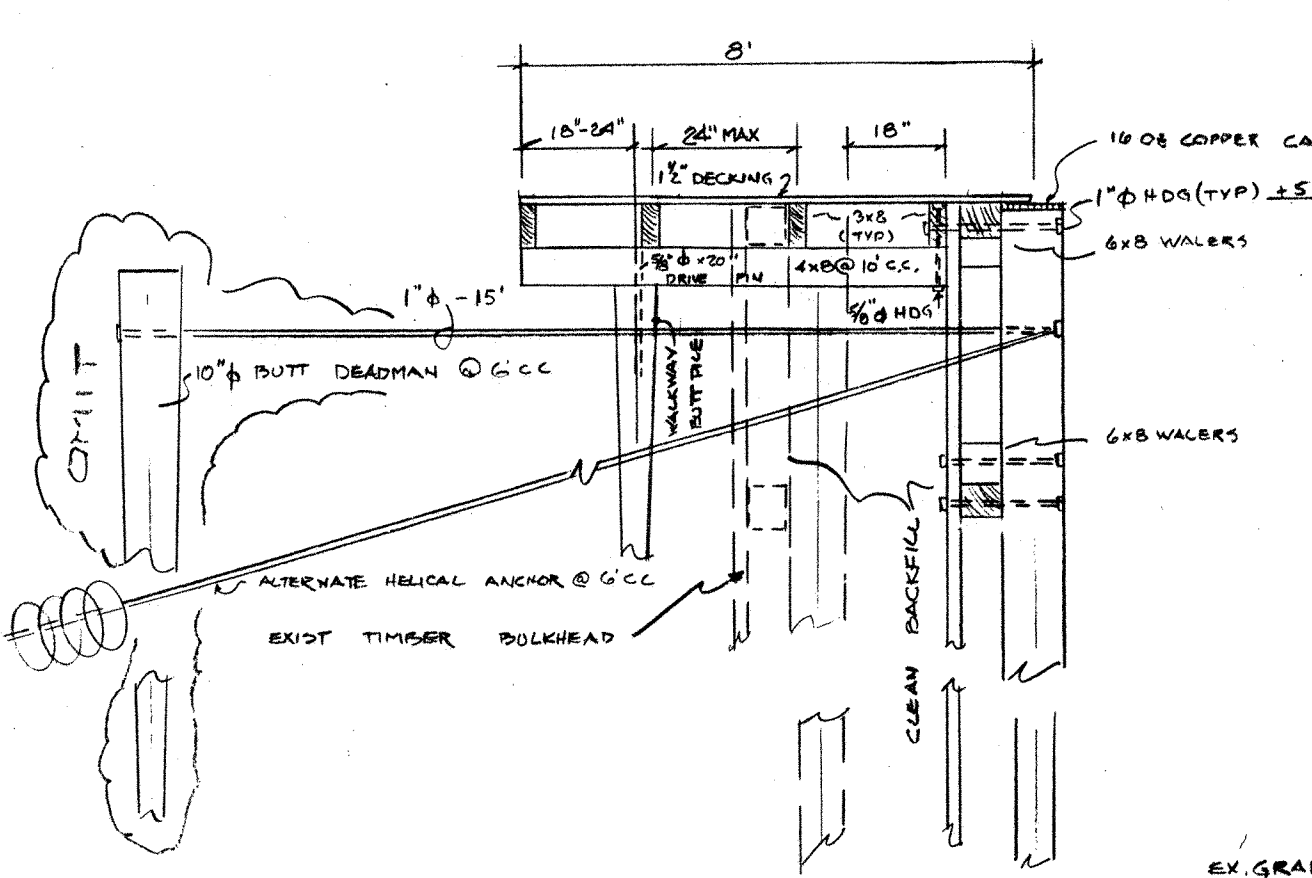 8'
18"-24"
24" MAX
18"
16 OZ COPPER CA
1 1/2" DECKING
1"ϕ HDG (TYP) +5
3x8
(TYP)
6x8 WALERS
5/8"ϕ x 20"
DRIVE PIN
4x8 @ 10' C.C.
5/8"ϕ HDG
1"ϕ - 15'
OMIT
10"ϕ BUTT DEADMAN @ 6'CC
WALKWAY
BUTT PILE
6x8 WALERS
CLEAN BACKFILL
ALTERNATE HELICAL ANCHOR @ 6'CC
EXIST TIMBER BULKHEAD
EX. GRA